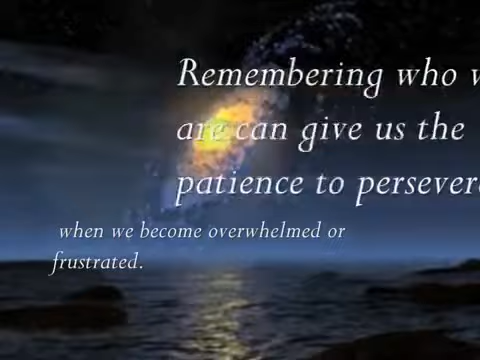 Remembering who w
are can give us the
patience to persever
when we become overwhelmed or
frustrated.